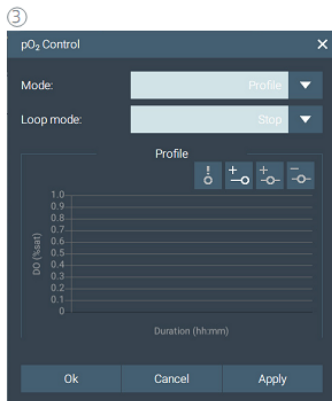 ③
pO₂ Control
Mode: Profile
Loop mode: Stop
Profile
1.0
0.9
0.8
0.7
0.6
0.5
0.4
0.3
0.2
0.1
0
DO (%sat)
Duration (hh:mm)
Ok Cancel Apply